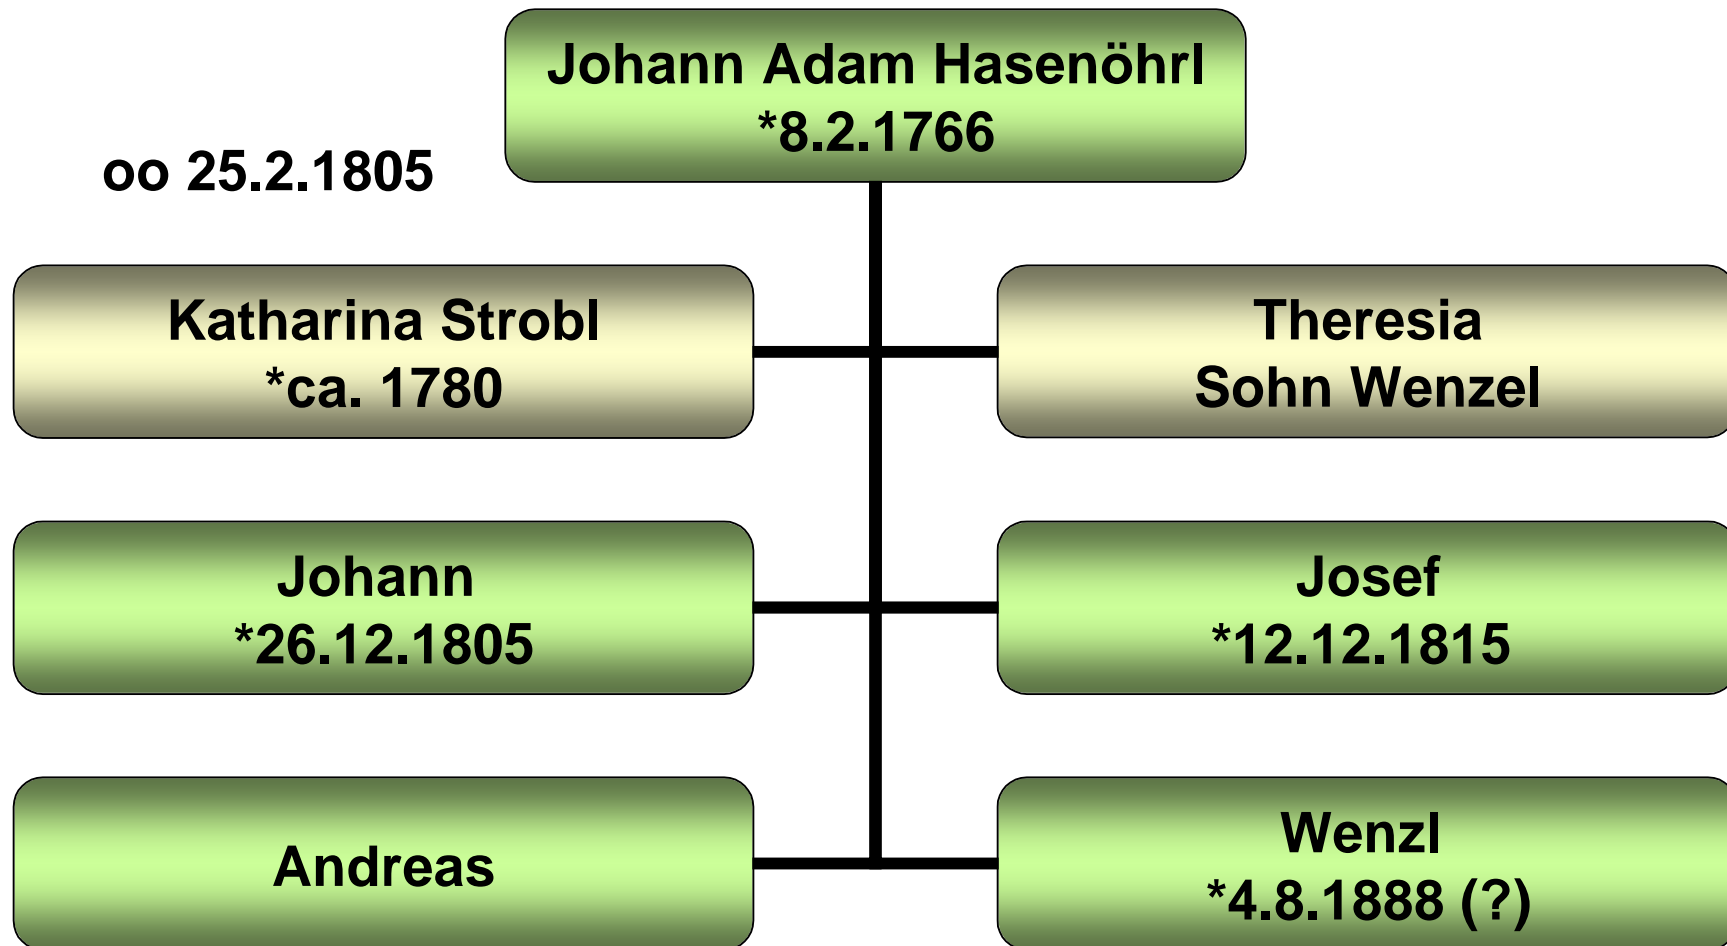 Johann Adam Hasenöhrl
*8.2.1766
oo 25.2.1805
Katharina Strobl
*ca. 1780
Theresia
Sohn Wenzel
Johann
*26.12.1805
Josef
*12.12.1815
Andreas
Wenzl
*4.8.1888 (?)